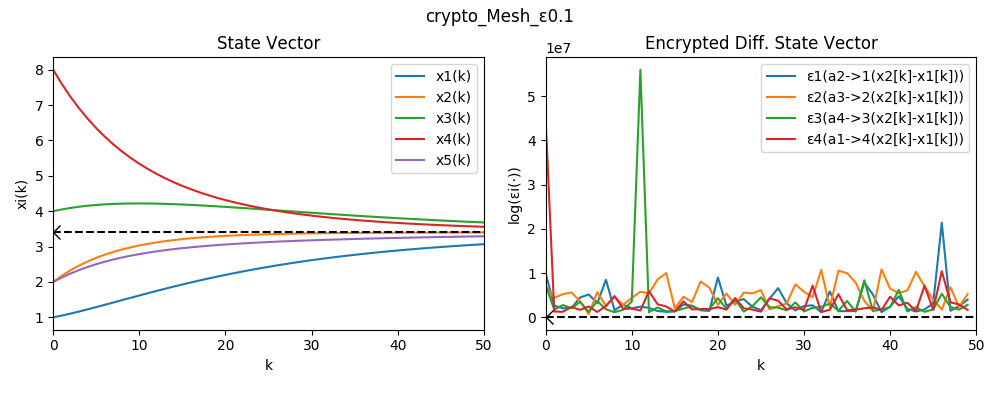 crypto_Mesh_ε0.1
State Vector
8
7
6
5
4
3
2
1
xi(k)
0 10 20 30 40 50
k
x1(k)
x2(k)
x3(k)
x4(k)
x5(k)
Encrypted Diff. State Vector
1e7
5
4
3
2
1
0
log(εi(·))
0 10 20 30 40 50
k
ε1(a2->1(x2[k]-x1[k]))
ε2(a3->2(x2[k]-x1[k]))
ε3(a4->3(x2[k]-x1[k]))
ε4(a1->4(x2[k]-x1[k]))